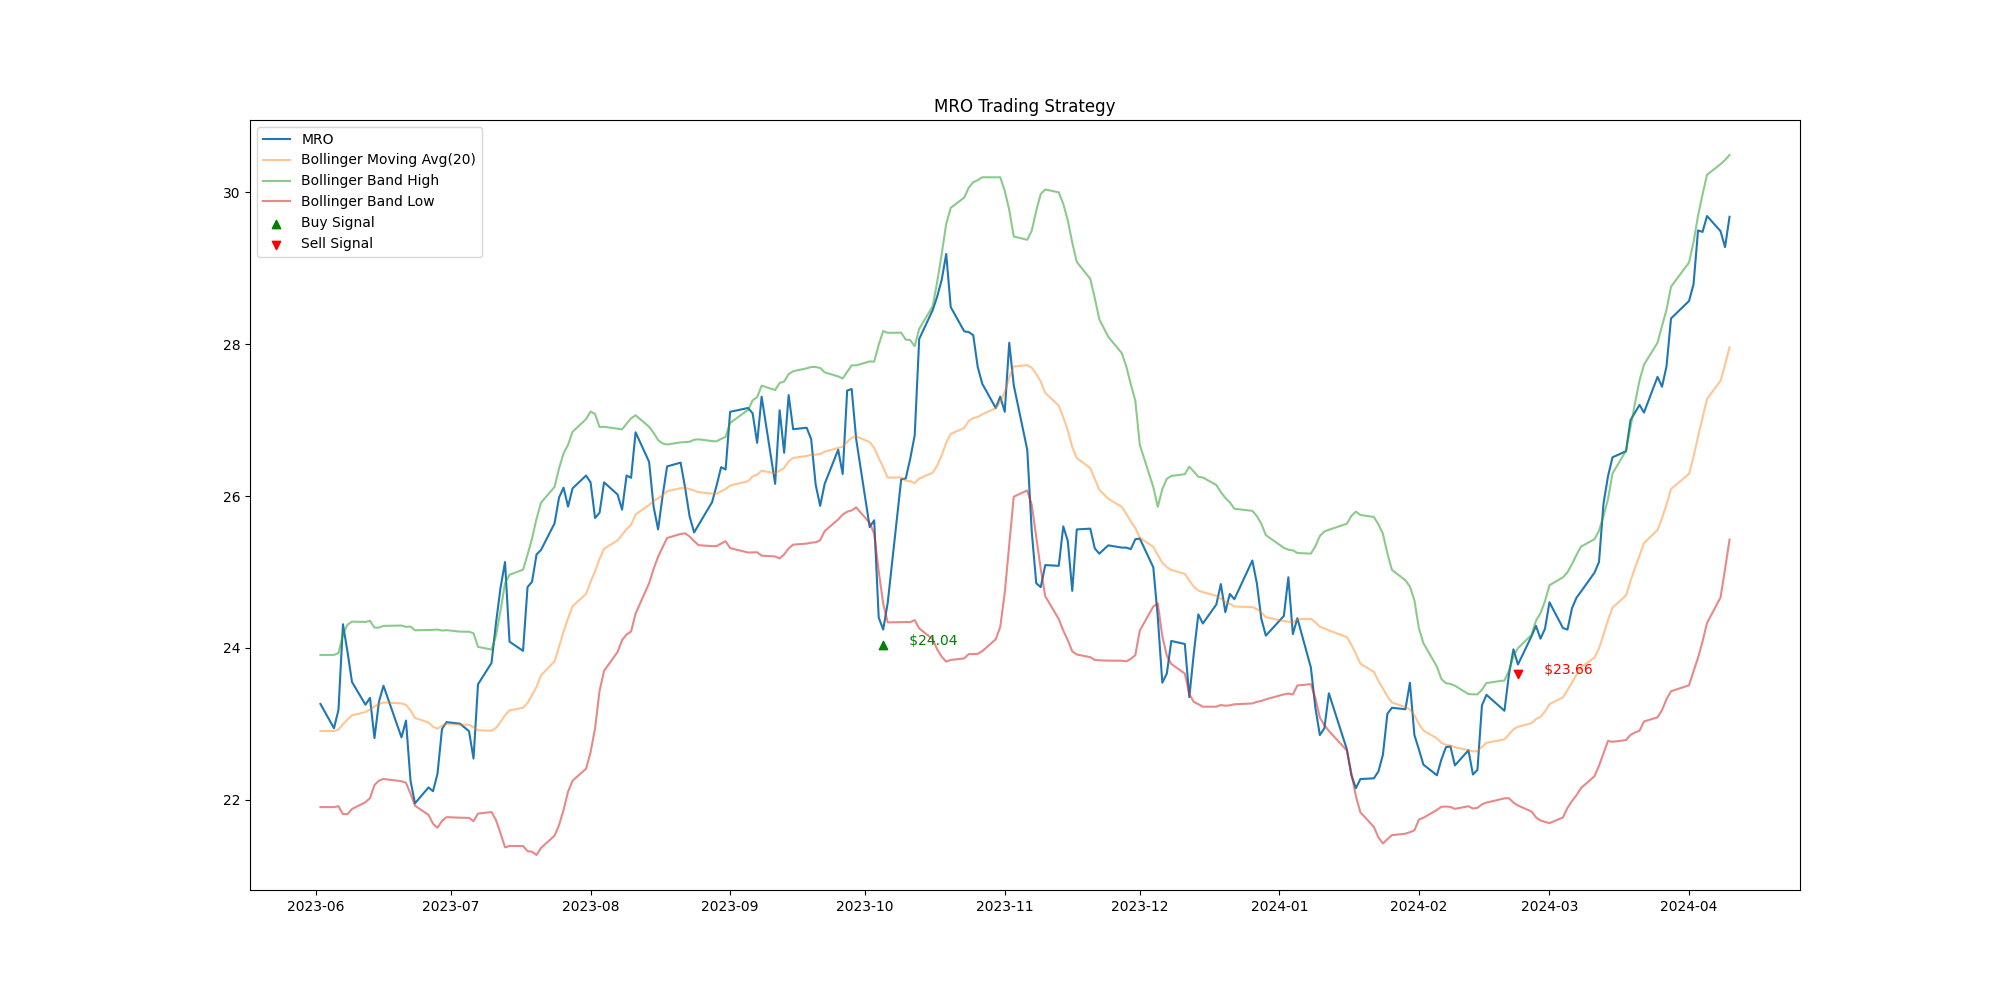 MRO Trading Strategy
MRO
Bollinger Moving Avg(20)
Bollinger Band High
Bollinger Band Low
Buy Signal
Sell Signal
30
28
26
24
22
$24.04
$23.66
2023-06 2023-07 2023-08 2023-09 2023-10 2023-11 2023-12 2024-01 2024-02 2024-03 2024-04